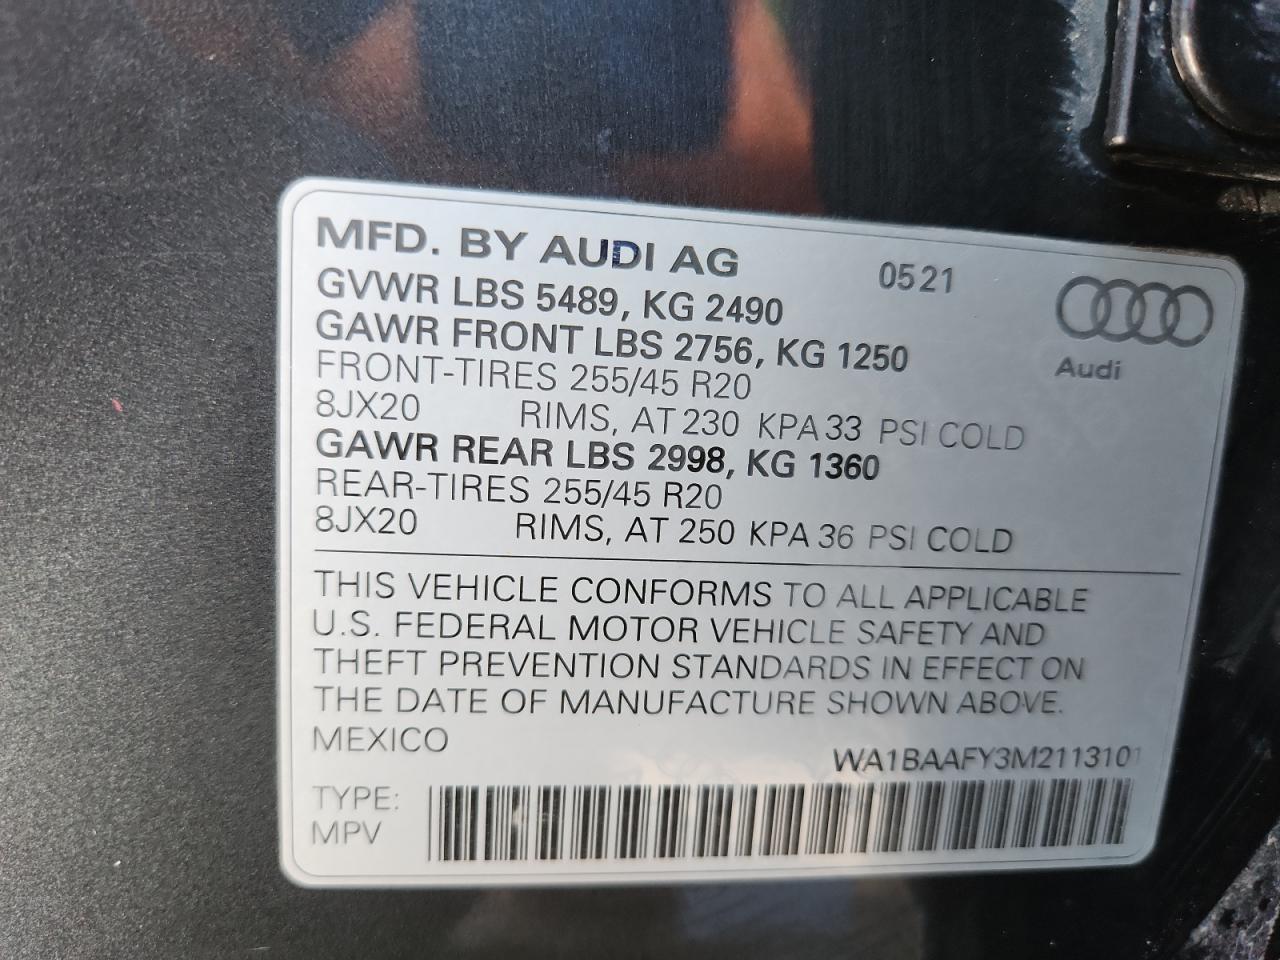 MFD. BY AUDI AG 0521
GVWR LBS 5489, KG 2490
GAWR FRONT LBS 2756, KG 1250
Audi
FRONT-TIRES 255/45 R20
8JX20 RIMS, AT 230 KPA 33 PSI COLD
GAWR REAR LBS 2998, KG 1360
REAR-TIRES 255/45 R20
8JX20 RIMS, AT 250 KPA 36 PSI COLD
THIS VEHICLE CONFORMS TO ALL APPLICABLE
U.S. FEDERAL MOTOR VEHICLE SAFETY AND
THEFT PREVENTION STANDARDS IN EFFECT ON
THE DATE OF MANUFACTURE SHOWN ABOVE.
MEXICO WA1BAAFY3M2113101
TYPE:
MPV